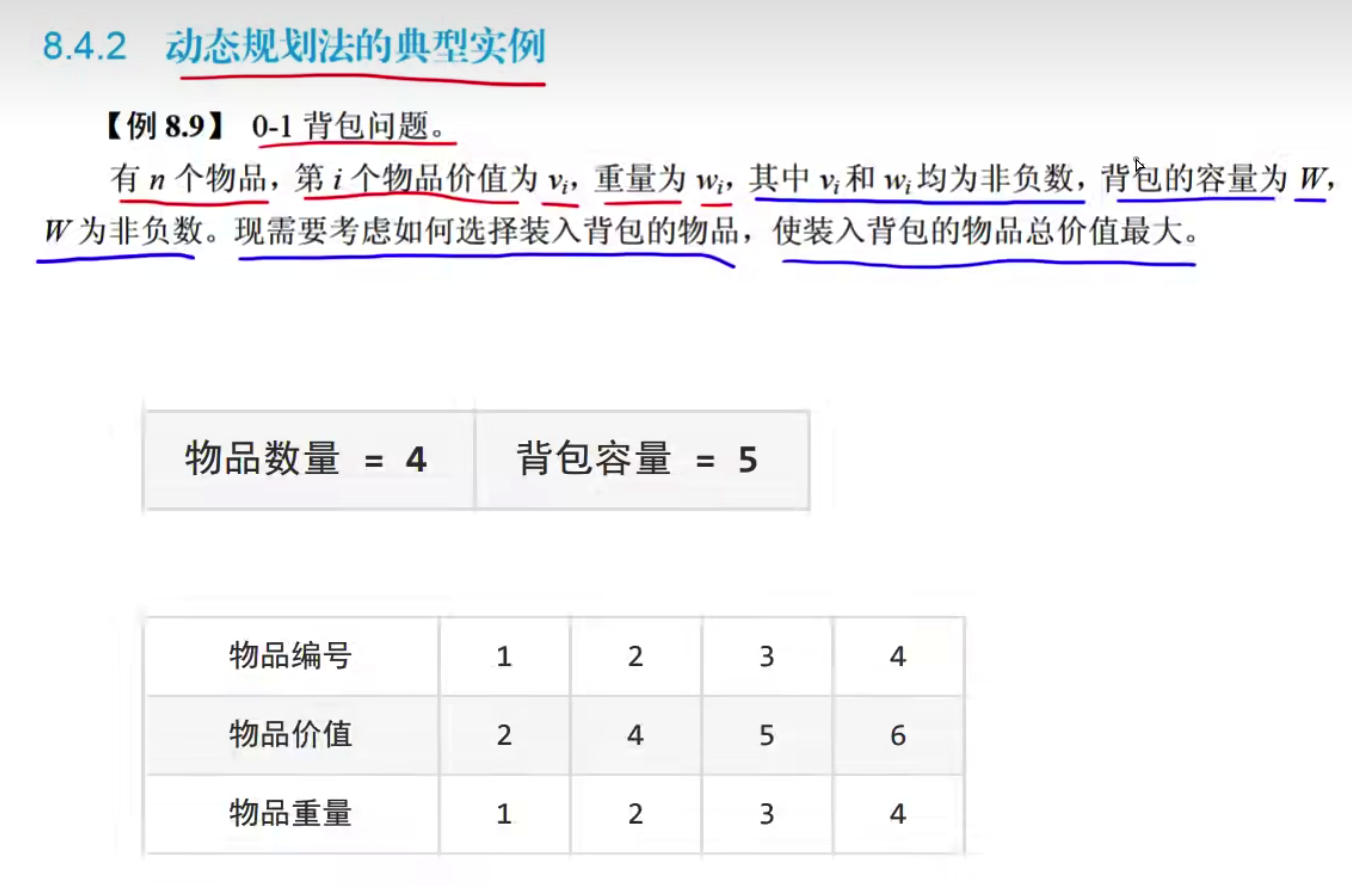 8.4.2 动态规划法的典型实例
【例 8.9】 0-1 背包问题。
有 n 个物品，第 i 个物品价值为 vi，重量为 wi，其中 vi 和 wi 均为非负数，背包的容量为 W，
W 为非负数。现需要考虑如何选择装入背包的物品，使装入背包的物品总价值最大。
物品数量 = 4 背包容量 = 5
物品编号 1 2 3 4
物品价值 2 4 5 6
物品重量 1 2 3 4